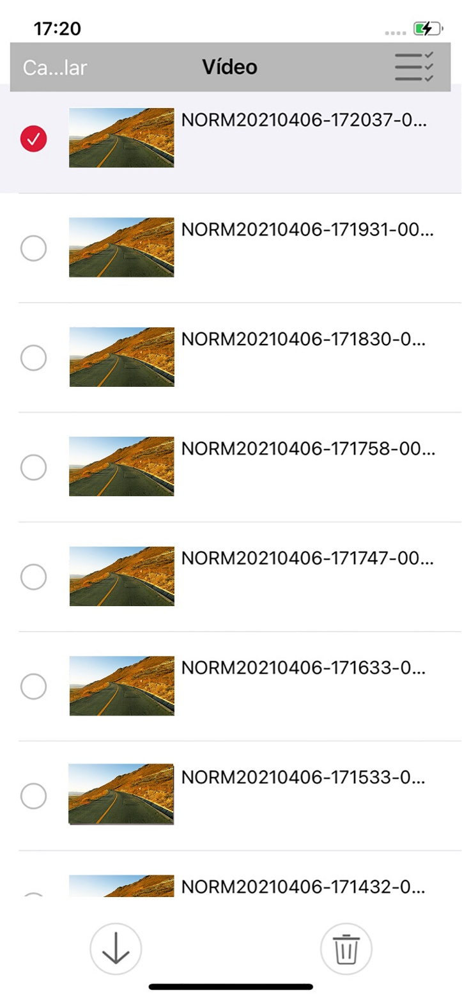 17:20
Ca...lar
Vídeo
NORM20210406-172037-0...
NORM20210406-171931-00...
NORM20210406-171830-0...
NORM20210406-171758-00...
NORM20210406-171747-00...
NORM20210406-171633-0...
NORM20210406-171533-0...
NORM20210406-171432-0...